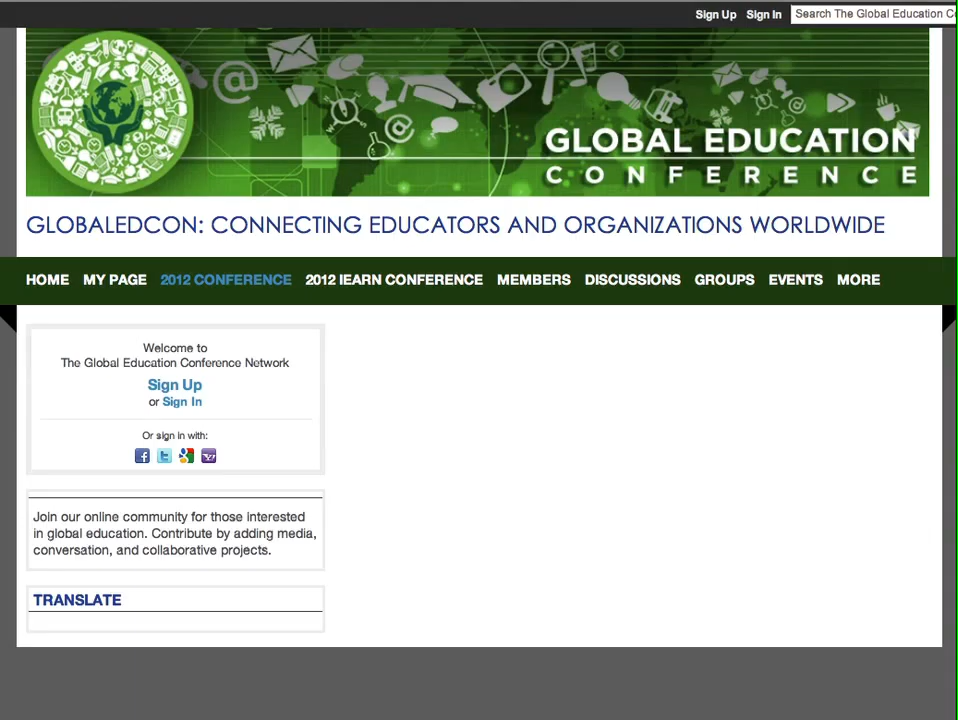 Sign Up Sign In Search The Global Education
GLOBAL EDUCATION
CONFERENCE
GLOBALEDCON: CONNECTING EDUCATORS AND ORGANIZATIONS WORLDWIDE
HOME MY PAGE 2012 CONFERENCE 2012 IEARN CONFERENCE MEMBERS DISCUSSIONS GROUPS EVENTS MORE
Welcome to
The Global Education Conference Network
Sign Up
or Sign In
Or sign in with:
Join our online community for those interested
in global education. Contribute by adding media,
conversation, and collaborative projects.
TRANSLATE